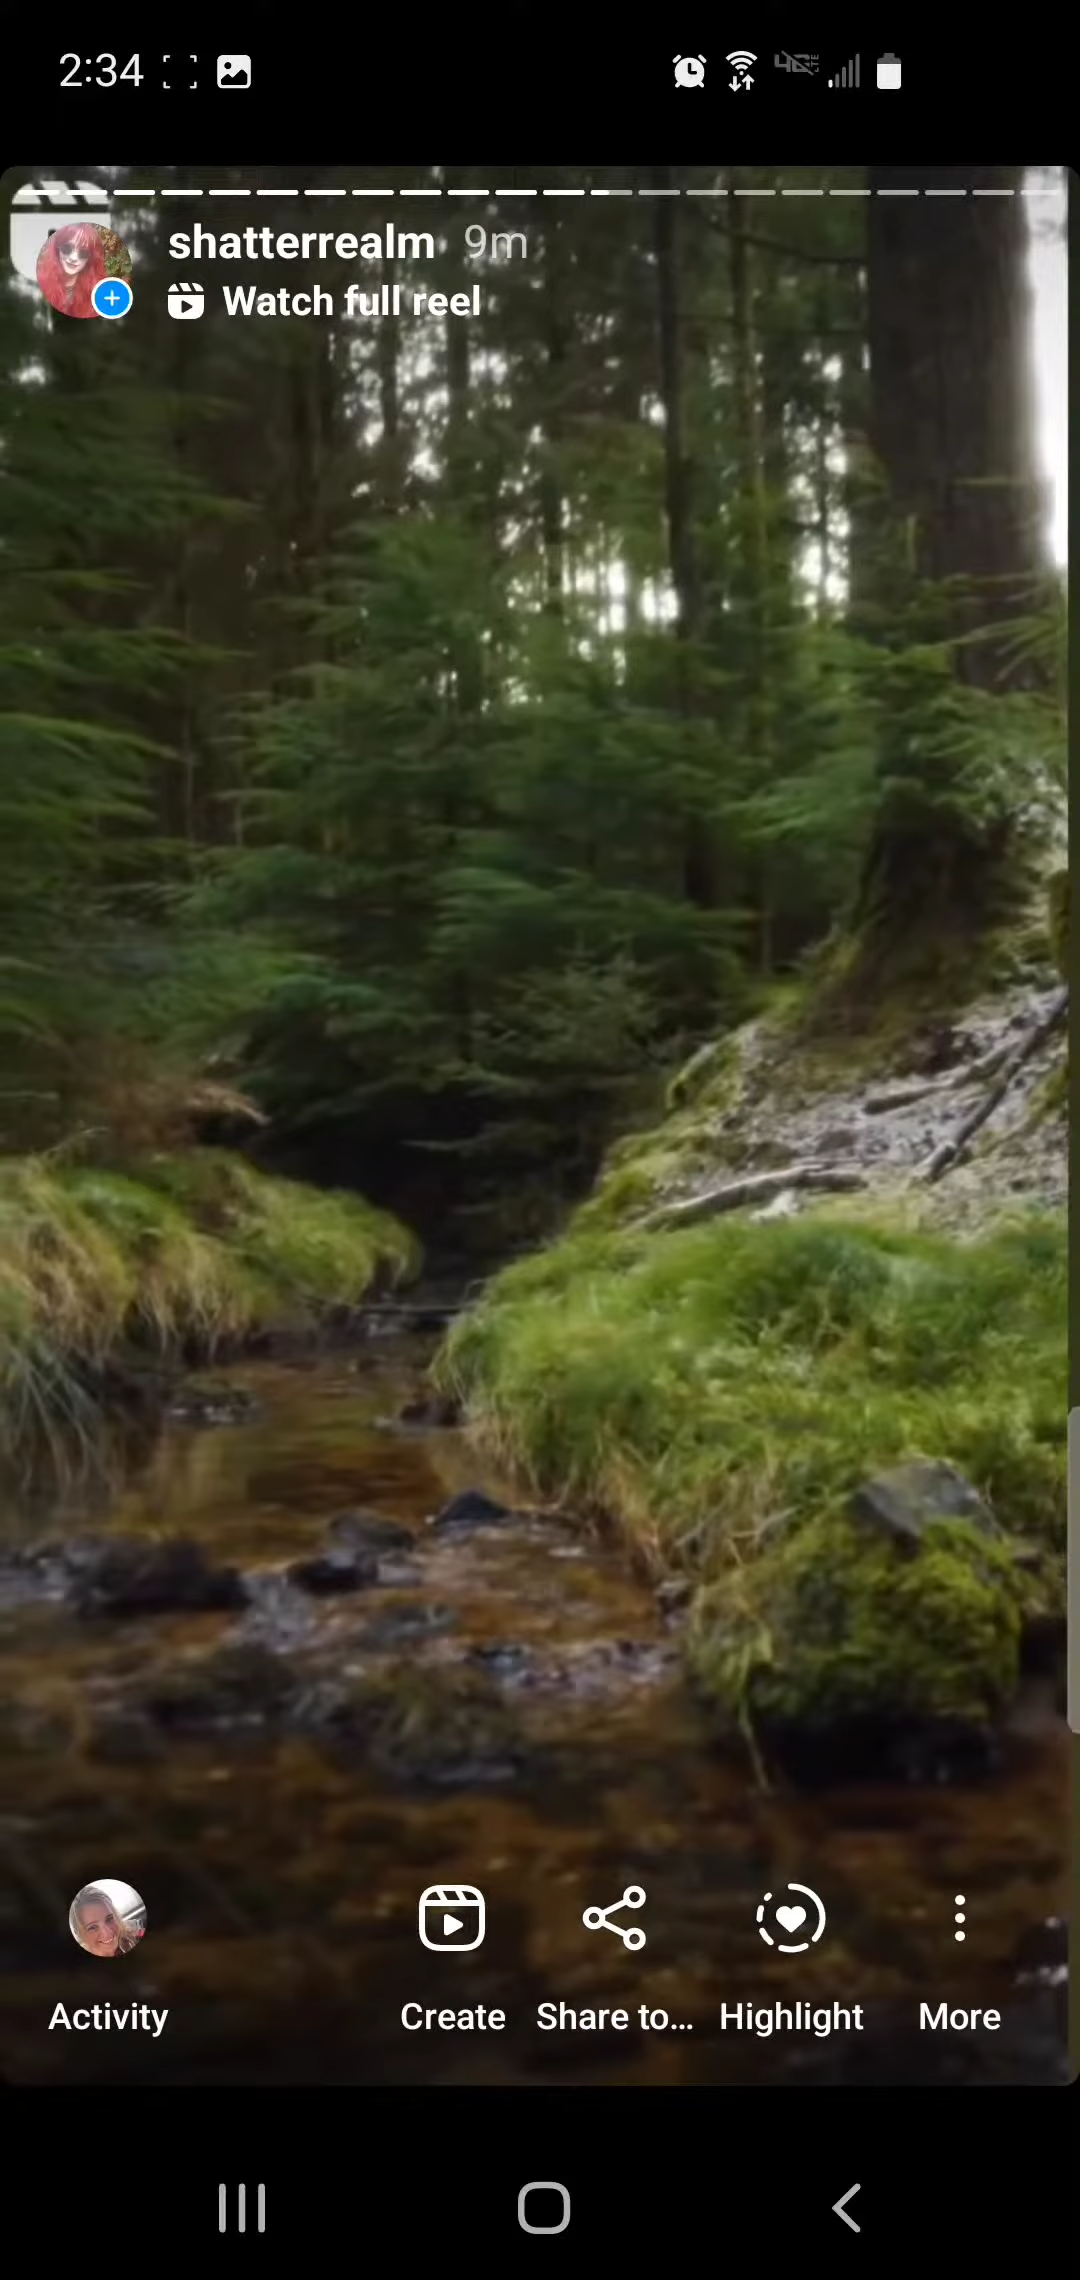 2:34
shatterrealm 9m
Watch full reel
Activity
Create
Share to...
Highlight
More